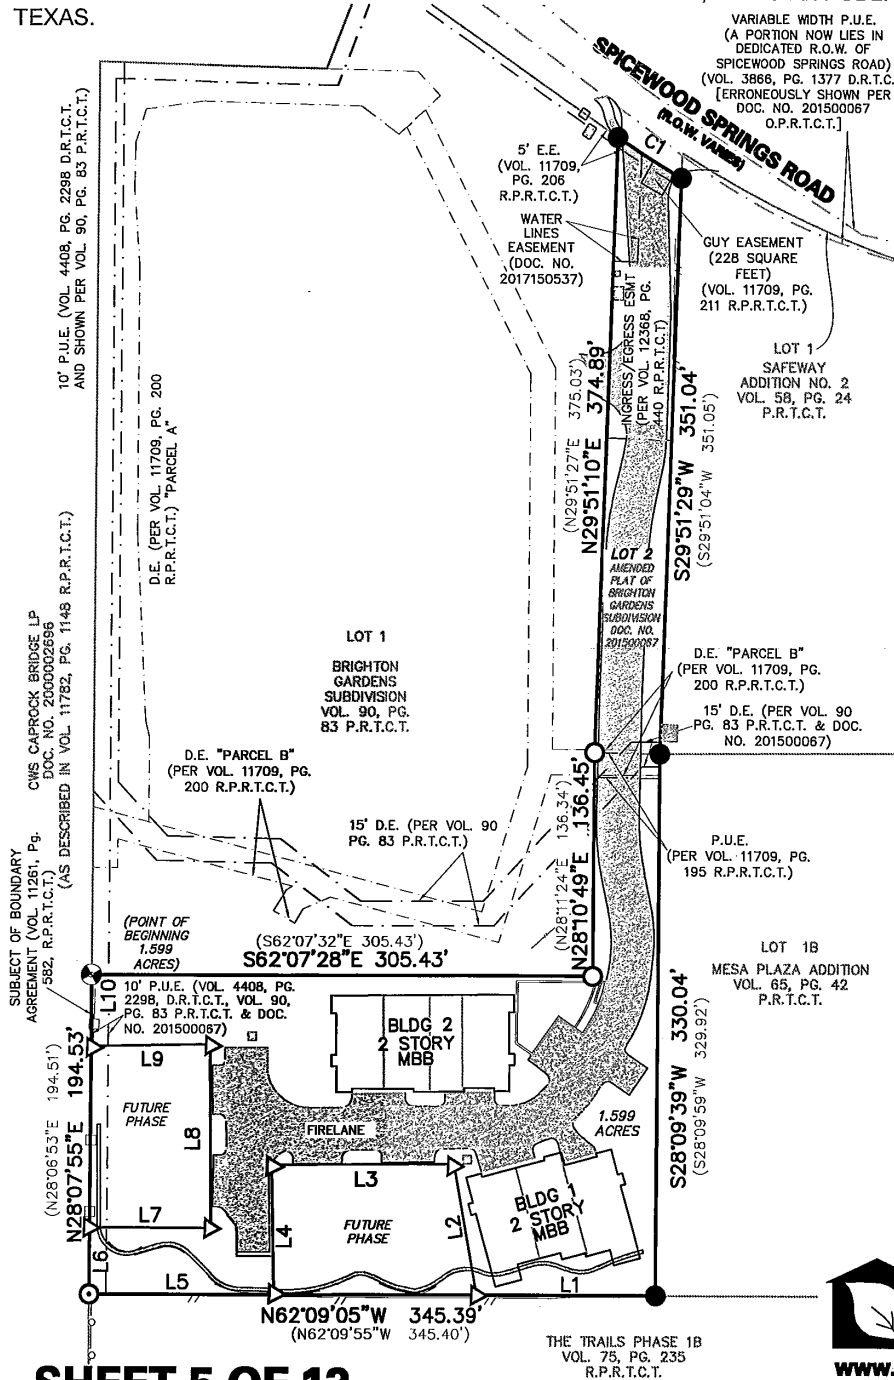 TEXAS.
VARIABLE WIDTH P.U.E.
(A PORTION NOW LIES IN
DEDICATED R.O.W. OF
SPICEWOOD SPRINGS ROAD)
(VOL. 3866, PG. 1377 D.R.T.C.
[ERRONEOUSLY SHOWN PER
DOC. NO. 201500067
O.P.R.T.C.T.]
SPICEWOOD SPRINGS ROAD
(R.O.W. VARIES)
C1
10' P.U.E. (VOL. 4408, PG. 2298 D.R.T.C.T.
AND SHOWN PER VOL. 90, PG. 83 P.R.T.C.T.)
5' E.E.
(VOL. 11709,
PG. 206
R.P.R.T.C.T.)
WATER
LINES
EASEMENT
(DOC. NO.
2017150537)
GUY EASEMENT
(228 SQUARE
FEET)
(VOL. 11709, PG.
211 R.P.R.T.C.T.)
LOT 1
SAFEWAY
ADDITION NO. 2
VOL. 58, PG. 24
P.R.T.C.T.
INGRESS/EGRESS ESMT
(PER VOL. 12368, PG.
440 R.P.R.T.C.T)
N29°51'10"E 374.89'
(N29°51'27"E 375.03')
S29°51'29"W 351.04'
(S29°51'04"W 351.05')
D.E. (PER VOL. 11709, PG. 200
R.P.R.T.C.T.) "PARCEL A"
LOT 2
AMENDED
PLAT OF
BRIGHTON
GARDENS
SUBDIVISION
DOC. NO.
201500067
LOT 1
BRIGHTON
GARDENS
SUBDIVISION
VOL. 90, PG.
83 P.R.T.C.T.
CWS CAPROCK BRIDGE LP
DOC. NO. 2000002696
(AS DESCRIBED IN VOL. 11782, PG. 1148 R.P.R.T.C.T.)
D.E. "PARCEL B"
(PER VOL. 11709, PG.
200 R.P.R.T.C.T.)
15' D.E. (PER VOL. 90
PG. 83 P.R.T.C.T. & DOC.
NO. 201500067)
D.E. "PARCEL B"
(PER VOL. 11709, PG.
200 R.P.R.T.C.T.)
15' D.E. (PER VOL. 90
PG. 83 P.R.T.C.T.)
N28°10'49"E 136.45'
(N28°11'24"E 136.34')
P.U.E.
(PER VOL. 11709, PG.
195 R.P.R.T.C.T.)
SUBJECT OF BOUNDARY
AGREEMENT (VOL. 11261, Pg.
582, R.P.R.T.C.T.)
(POINT OF
BEGINNING
1.599
ACRES)
(S62°07'32"E 305.43')
S62°07'28"E 305.43'
LOT 1B
MESA PLAZA ADDITION
VOL. 65, PG. 42
P.R.T.C.T.
10' P.U.E. (VOL. 4408, PG.
2298, D.R.T.C.T., VOL. 90,
PG. 83 P.R.T.C.T. & DOC.
NO. 201500067)
L10
BLDG 2
2 STORY
MBB
S28°09'39"W 330.04'
(S28°09'59"W 329.92')
N28°07'55"E 194.53'
(N28°06'53"E 194.51')
L9
FUTURE
PHASE
L8
FIRELANE
1.599
ACRES
L3
L7
L4
FUTURE
PHASE
L2
BLDG 1
2 STORY
MBB
L6
L5
L1
N62°09'05"W 345.39'
(N62°09'55"W 345.40')
THE TRAILS PHASE 1B
VOL. 75, PG. 235
R.P.R.T.C.T.
SHEET 5 OF 12
www.